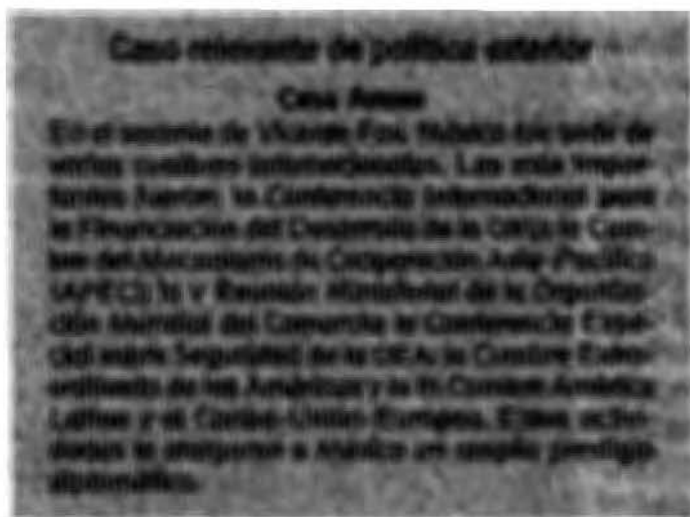 Caso relevante de política exterior
En el sexenio de Vicente Fox, México fue sede de
varias cumbres internacionales. Las más impor-
tantes fueron: la Conferencia Internacional para
la Financiación del Desarrollo de la ONU; la Cum-
bre del Mecanismo de Cooperación Asia-Pacífico
(APEC); la V Reunión Ministerial de la Organiza-
ción Mundial del Comercio; la Conferencia Espe-
cial sobre Seguridad de la OEA; la Cumbre Extra-
ordinaria de las Américas y la III Cumbre América
Latina y el Caribe-Unión Europea. Estas activi-
dades le otorgaron a México un amplio prestigio
diplomático.